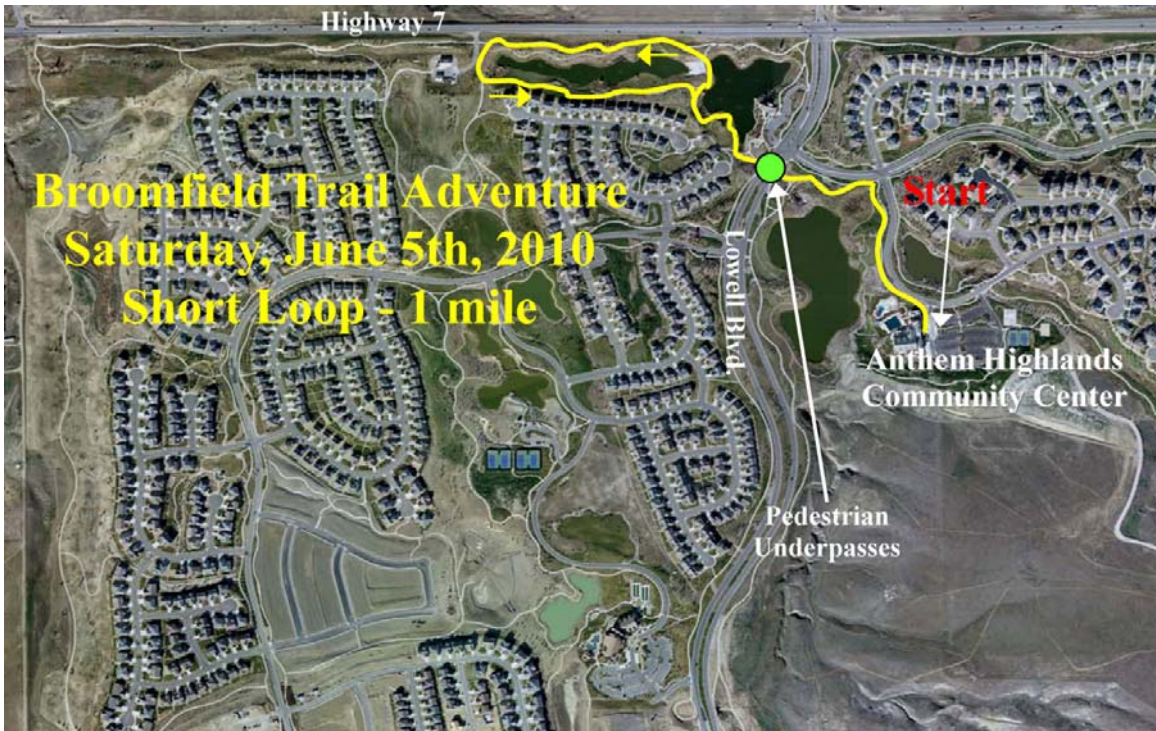 Highway 7
Broomfield Trail Adventure
Saturday, June 5th, 2010
Short Loop - 1 mile
Start
Lowell Blvd
Anthem Highlands
Community Center
Pedestrian
Underpasses